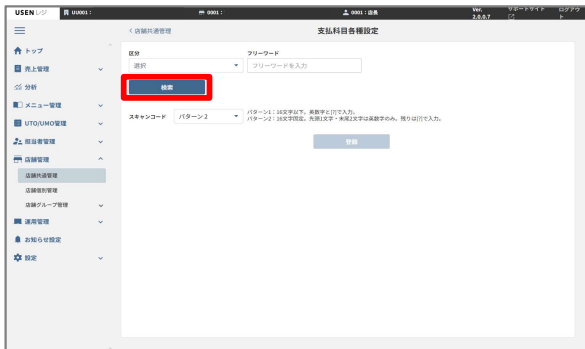 USEN レジ UU001： 0001： 0001：店長 Ver. 2.0.0.7 サポートサイト ログアウト
＜店舗共通管理 支払科目各種設定
トップ
売上管理
分析
メニュー管理
UTO/UMO管理
担当者管理
店舗管理
店舗共通管理
店舗個別管理
店舗グループ管理
運用管理
お知らせ設定
設定
区分 フリーワード
選択 フリーワードを入力
検索
スキャンコード パターン2
パターン1：16文字以下。英数字と[?]で入力。
パターン2：16文字固定。先頭1文字・末尾2文字は英数字のみ。残りは[?]で入力。
登録